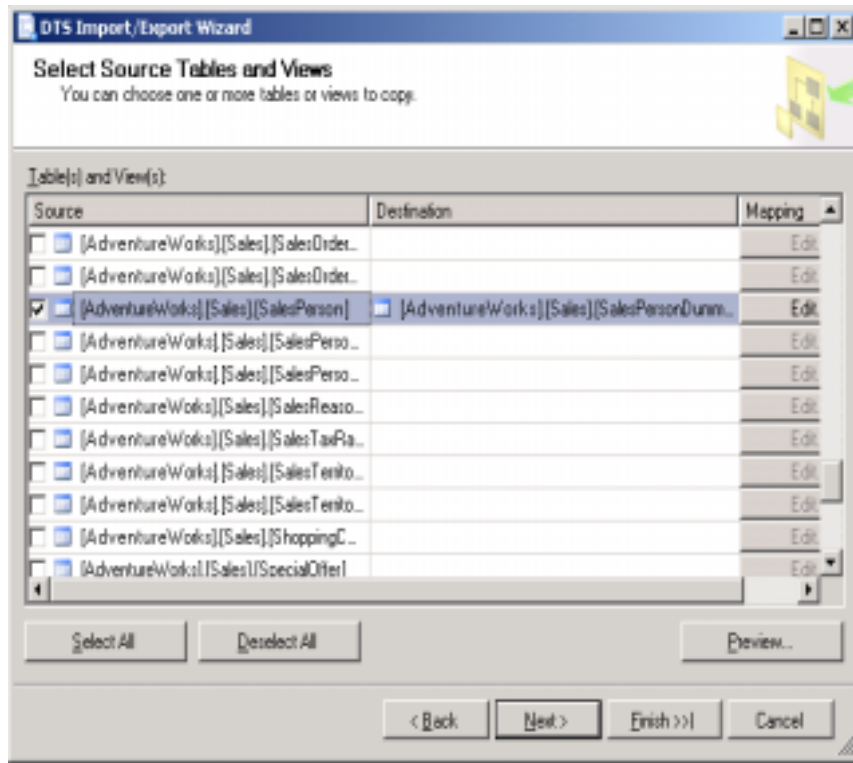 DTS Import/Export Wizard
Select Source Tables and Views
You can choose one or more tables or views to copy.
Table(s) and View(s):
Source Destination Mapping
[AdventureWorks].[Sales].[SalesOrder... Edit
[AdventureWorks].[Sales].[SalesOrder... Edit
[AdventureWorks].[Sales].[SalesPerson] [AdventureWorks].[Sales].[SalesPersonDumm... Edit
[AdventureWorks].[Sales].[SalesPerso... Edit
[AdventureWorks].[Sales].[SalesPerso... Edit
[AdventureWorks].[Sales].[SalesReaso... Edit
[AdventureWorks].[Sales].[SalesTaxRa... Edit
[AdventureWorks].[Sales].[SalesTerrito... Edit
[AdventureWorks].[Sales].[SalesTerrito... Edit
[AdventureWorks].[Sales].[ShoppingC... Edit
[AdventureWorks].[Sales].[SpecialOffer] Edit
Select All Deselect All Preview...
< Back Next > Finish >>| Cancel